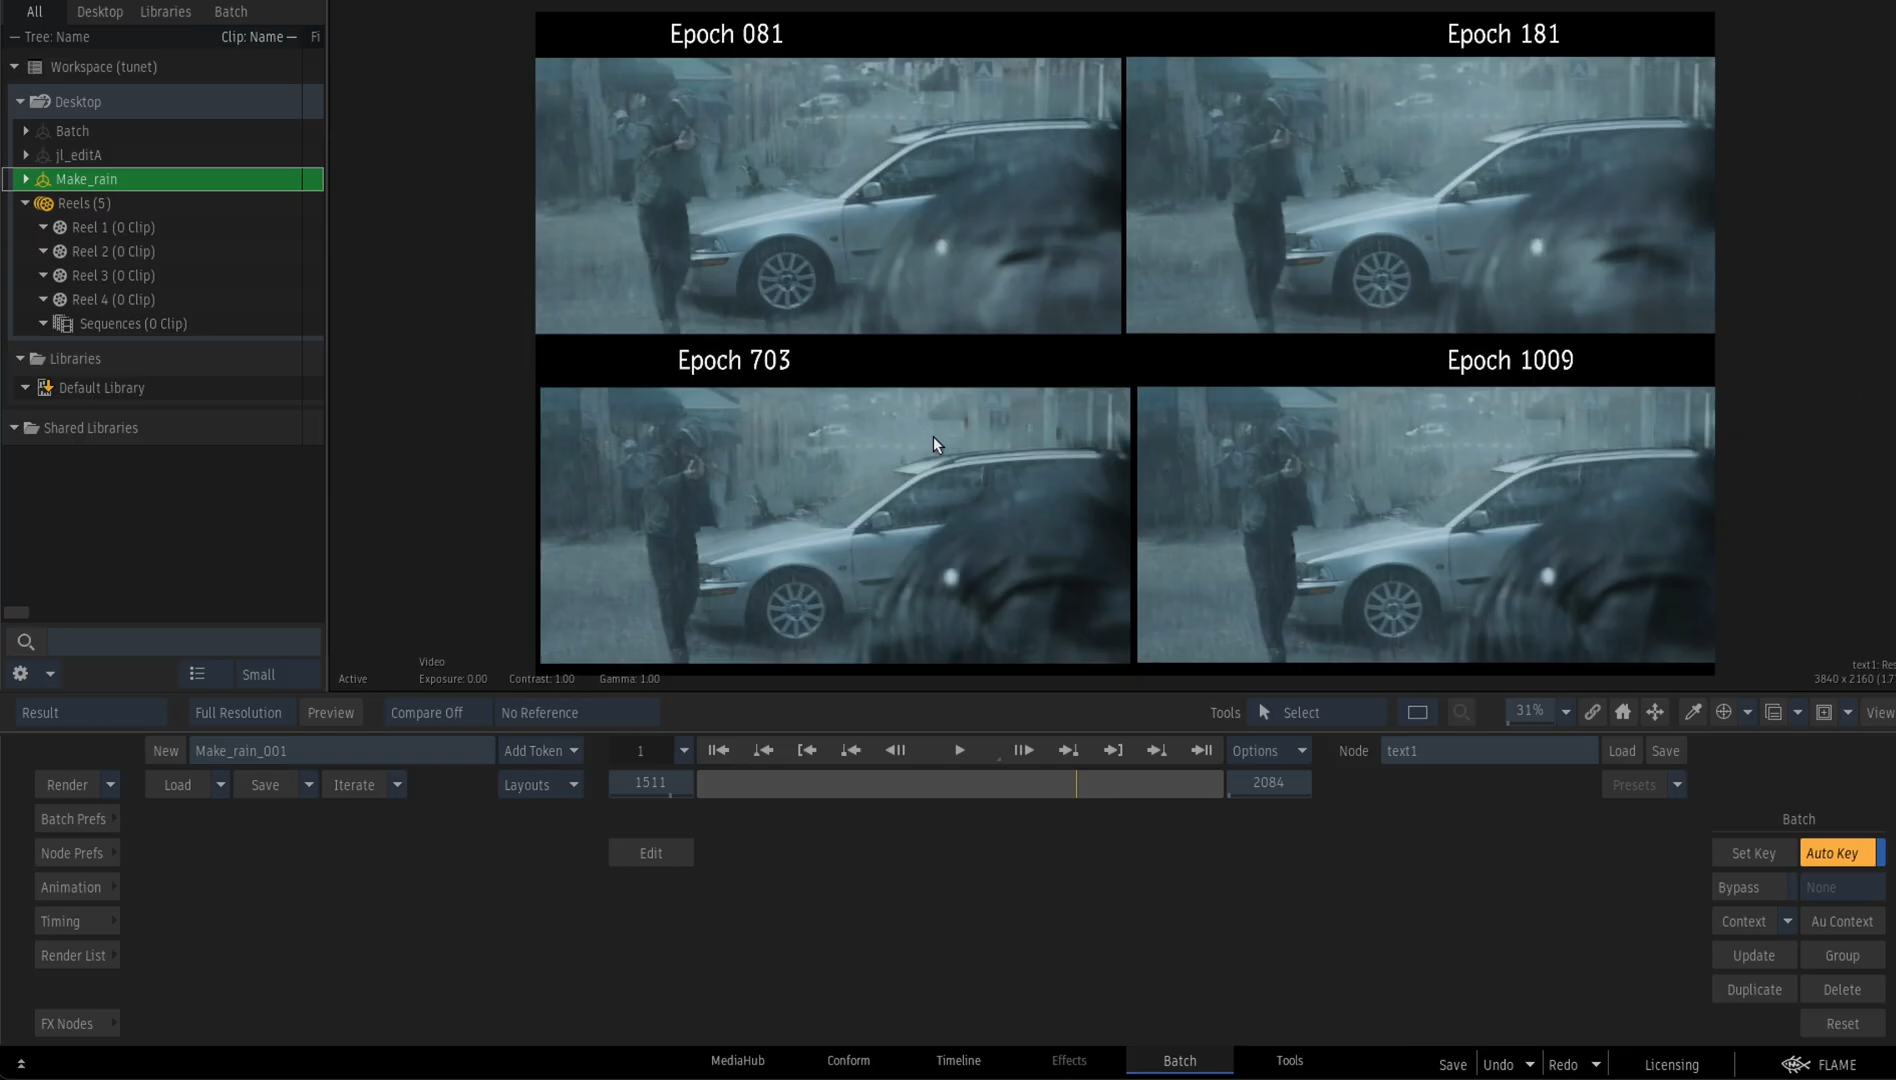 All Desktop Libraries Batch
Tree: Name Clip: Name Fi
Workspace (tunet)
Desktop
Batch
jl_editA
Make_rain
Reels (5)
Reel 1 (0 Clip)
Reel 2 (0 Clip)
Reel 3 (0 Clip)
Reel 4 (0 Clip)
Sequences (0 Clip)
Libraries
Default Library
Shared Libraries
Small
Epoch 081 Epoch 181
Epoch 703 Epoch 1009
Active
Video
Exposure: 0.00 Contrast: 1.00 Gamma: 1.00
text1: Res
3840 x 2160 (1.7
Result Full Resolution Preview Compare Off No Reference Tools Select 31% View
New Make_rain_001 Add Token 1 Options Node text1 Load Save
Render Load Save Iterate Layouts 1511 2084 Presets
Batch Prefs Batch
Node Prefs Edit Set Key Auto Key
Animation Bypass None
Timing Context Au Context
Render List Update Group
Duplicate Delete
FX Nodes Reset
MediaHub Conform Timeline Effects Batch Tools Save Undo Redo Licensing FLAME